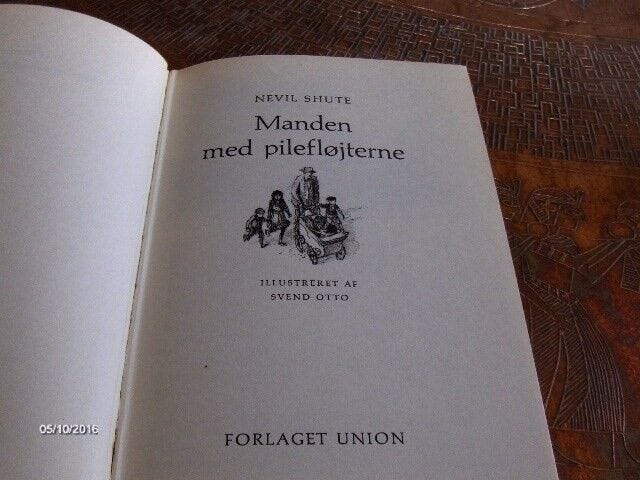 NEVIL SHUTE
Manden
med pilefløjterne
ILLUSTRERET AF
SVEND OTTO
FORLAGET UNION
05/10/2016